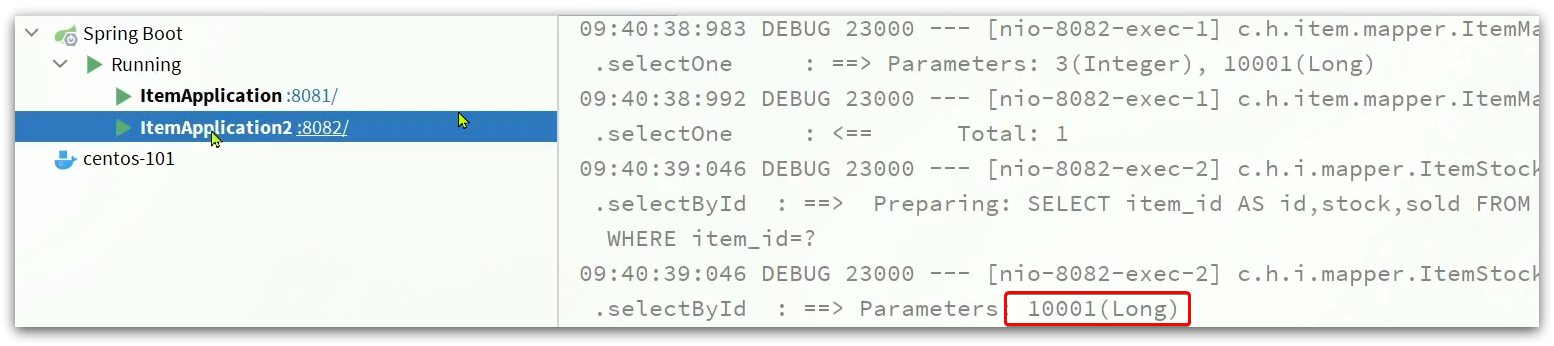 Spring Boot
Running
ItemApplication :8081/
ItemApplication2 :8082/
centos-101
09:40:38:983 DEBUG 23000 --- [nio-8082-exec-1] c.h.item.mapper.ItemMa
.selectOne : ==> Parameters: 3(Integer), 10001(Long)
09:40:38:992 DEBUG 23000 --- [nio-8082-exec-1] c.h.item.mapper.ItemMa
.selectOne : <== Total: 1
09:40:39:046 DEBUG 23000 --- [nio-8082-exec-2] c.h.i.mapper.ItemStock
.selectById : ==> Preparing: SELECT item_id AS id,stock,sold FROM
WHERE item_id=?
09:40:39:046 DEBUG 23000 --- [nio-8082-exec-2] c.h.i.mapper.ItemStock
.selectById : ==> Parameters: 10001(Long)